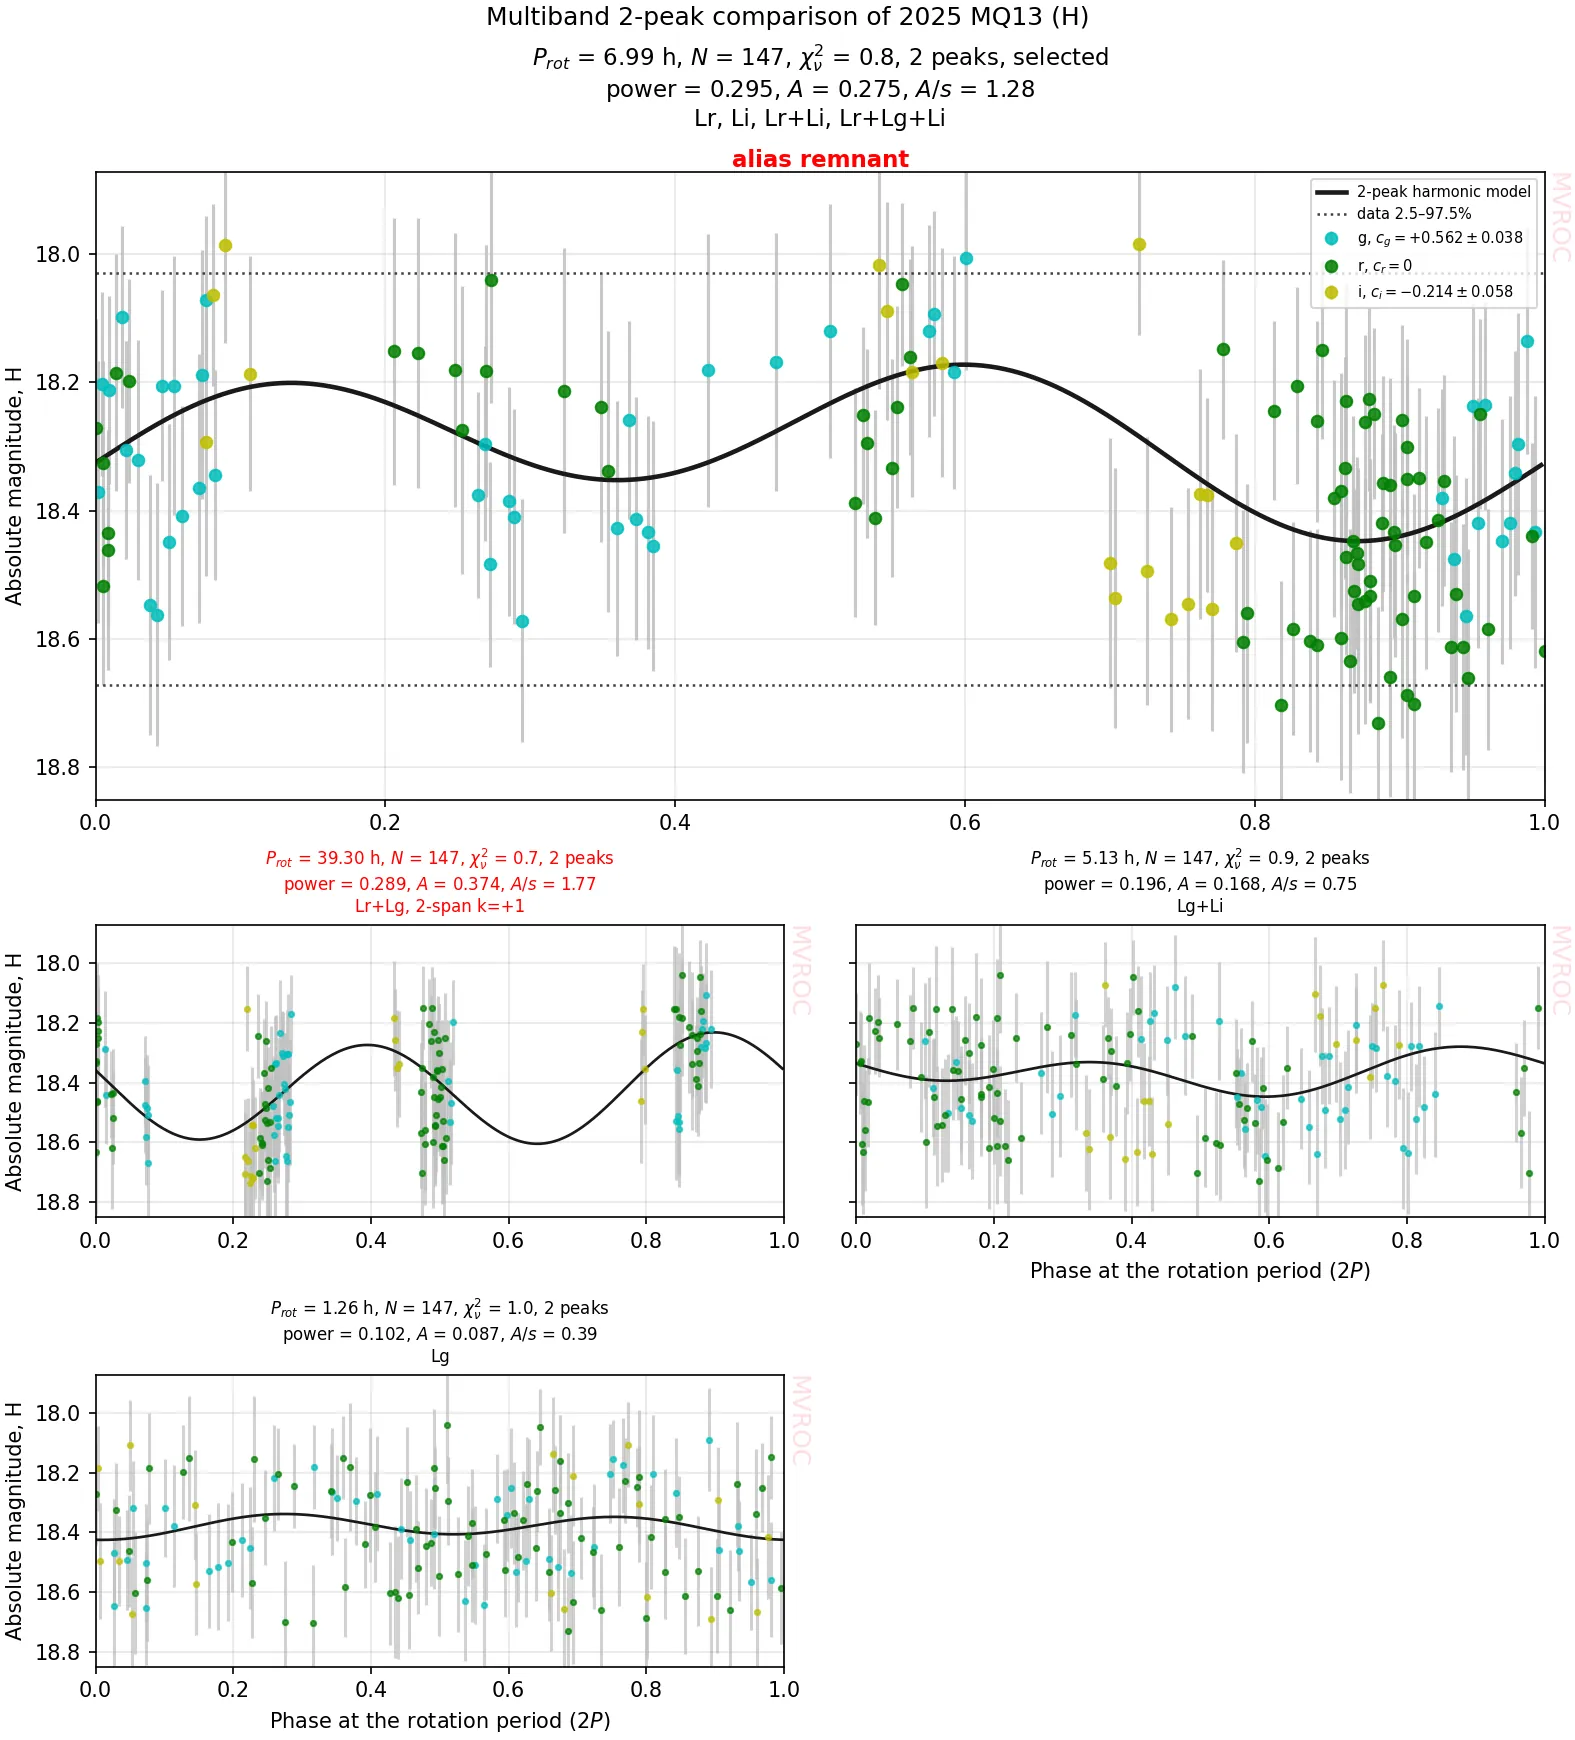 Multiband 2-peak comparison of 2025 MQ13 (H)
P_rot = 6.99 h, N = 147, χ²_ν = 0.8, 2 peaks, selected
power = 0.295, A = 0.275, A/s = 1.28
Lr, Li, Lr+Li, Lr+Lg+Li
alias remnant
2-peak harmonic model
data 2.5–97.5%
g, c_g = +0.562 ± 0.038
r, c_r = 0
i, c_i = −0.214 ± 0.058
MVROC
Absolute magnitude, H
18.0
18.2
18.4
18.6
18.8
0.0 0.2 0.4 0.6 0.8 1.0
P_rot = 39.30 h, N = 147, χ²_ν = 0.7, 2 peaks
power = 0.289, A = 0.374, A/s = 1.77
Lr+Lg, 2-span k=+1
MVROC
Absolute magnitude, H
18.0
18.2
18.4
18.6
18.8
0.0 0.2 0.4 0.6 0.8 1.0
P_rot = 5.13 h, N = 147, χ²_ν = 0.9, 2 peaks
power = 0.196, A = 0.168, A/s = 0.75
Lg+Li
MVROC
0.0 0.2 0.4 0.6 0.8 1.0
Phase at the rotation period (2P)
P_rot = 1.26 h, N = 147, χ²_ν = 1.0, 2 peaks
power = 0.102, A = 0.087, A/s = 0.39
Lg
MVROC
Absolute magnitude, H
18.0
18.2
18.4
18.6
18.8
0.0 0.2 0.4 0.6 0.8 1.0
Phase at the rotation period (2P)